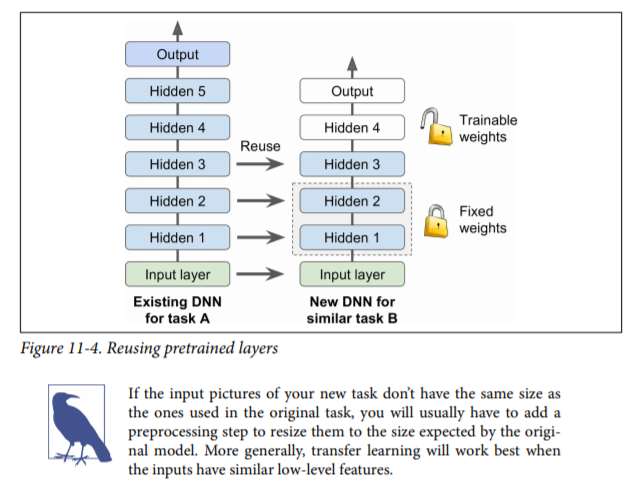 Output
Hidden 5
Hidden 4
Hidden 3
Hidden 2
Hidden 1
Input layer
Existing DNN
for task A
Reuse
Output
Hidden 4
Hidden 3
Hidden 2
Hidden 1
Input layer
New DNN for
similar task B
Trainable
weights
Fixed
weights
Figure 11-4. Reusing pretrained layers
If the input pictures of your new task don’t have the same size as
the ones used in the original task, you will usually have to add a
preprocessing step to resize them to the size expected by the origi‐
nal model. More generally, transfer learning will work best when
the inputs have similar low-level features.